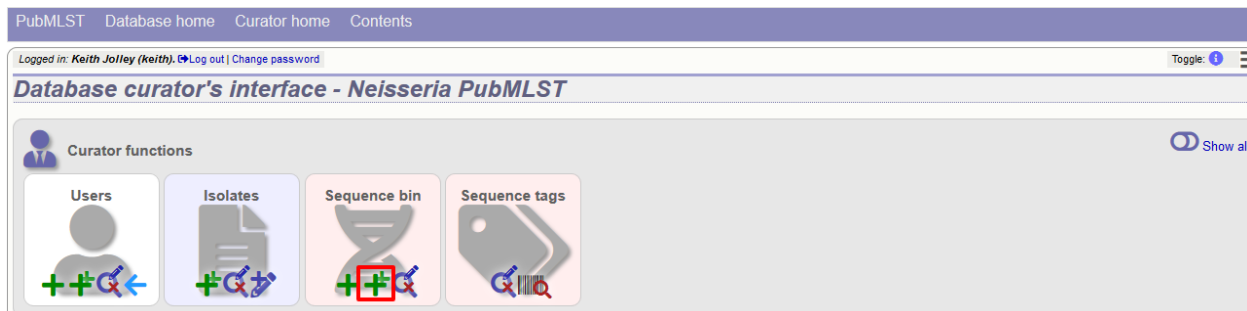 PubMLST Database home Curator home Contents
Logged in: Keith Jolley (keith). Log out | Change password Toggle: i
Database curator's interface - Neisseria PubMLST
Curator functions Show al
Users Isolates Sequence bin Sequence tags